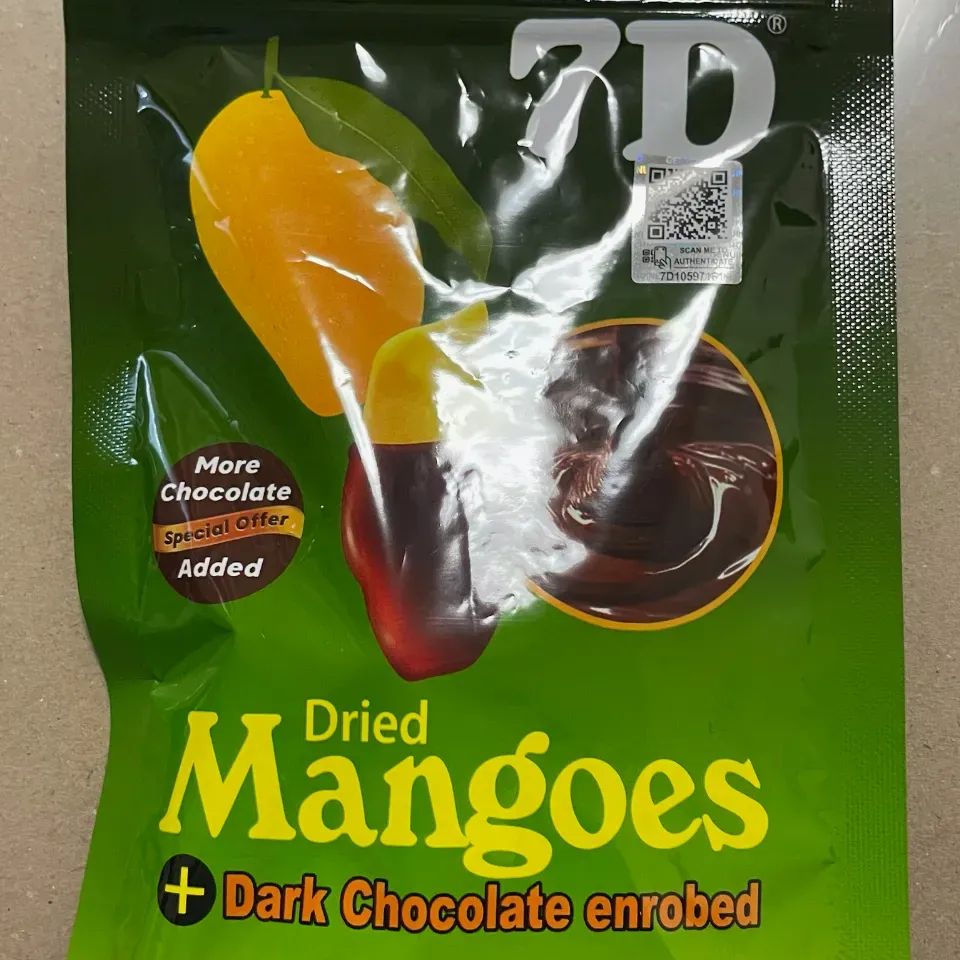 7D®
SCAN ME TO
AUTHENTICATE
More
Chocolate
Special Offer
Added
Dried
Mangoes
+ Dark Chocolate enrobed